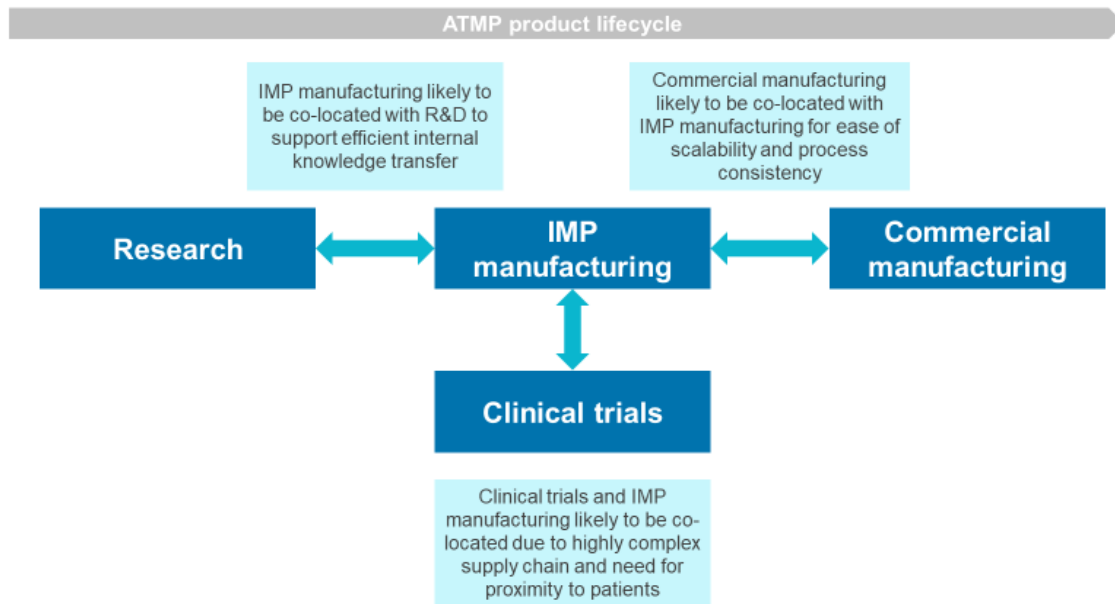 ATMP product lifecycle
IMP manufacturing likely to
be co-located with R&D to
support efficient internal
knowledge transfer
Commercial manufacturing
likely to be co-located with
IMP manufacturing for ease of
scalability and process
consistency
Research
IMP
manufacturing
Commercial
manufacturing
Clinical trials
Clinical trials and IMP
manufacturing likely to be co-
located due to highly complex
supply chain and need for
proximity to patients